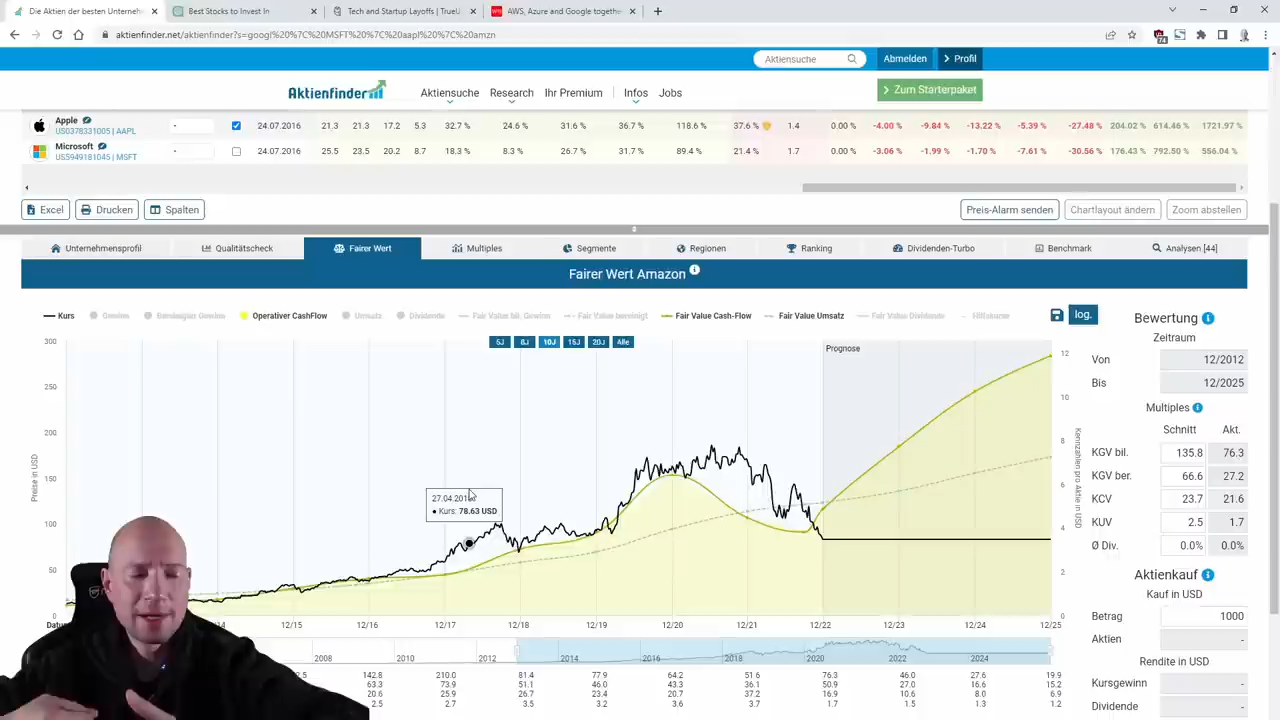 Die Aktien der besten Unterneh
Best Stocks to Invest In
Tech and Startup Layoffs | TrueU
AWS, Azure and Google togethe
aktienfinder.net/aktienfinder?s=googl%20%7C%20MSFT%20%7C%20aapl%20%7C%20amzn
Aktiensuche
Abmelden
Profil
Aktienfinder
Aktiensuche Research Ihr Premium Infos Jobs
Zum Starterpaket
Apple
US0378331005 | AAPL
- 24.07.2016 21.3 21.3 17.2 5.3 32.7 % 24.6 % 31.6 % 36.7 % 118.6 % 37.6 % 1.4 0.00 % -4.00 % -9.84 % -13.22 % -5.39 % -27.48 % 204.02 % 614.46 % 1721.97 %
Microsoft
US5949181045 | MSFT
- 24.07.2016 25.5 23.5 20.2 8.7 18.3 % 8.3 % 26.7 % 31.7 % 89.4 % 21.4 % 1.7 0.00 % -3.06 % -1.99 % -1.70 % -7.61 % -30.56 % 176.43 % 792.50 % 556.04 %
Excel Drucken Spalten
Preis-Alarm senden Chartlayout ändern Zoom abstellen
Unternehmensprofil Qualitätscheck Fairer Wert Multiples Segmente Regionen Ranking Dividenden-Turbo Benchmark Analysen [44]
Fairer Wert Amazon
Kurs Gewinn Bereinigter Gewinn Operativer CashFlow Umsatz Dividende Fair Value bil. Gewinn Fair Value bereinigt Fair Value Cash-Flow Fair Value Umsatz Fair Value Dividende Hilfskurse
log.
5J 8J 10J 15J 20J Alle
Prognose
300
250
200
150
100
50
0
Preise in USD
12
10
8
6
4
2
0
Kennzahlen pro Aktie in USD
Kurs: 78.63 USD
12/15 12/16 12/17 12/18 12/19 12/20 12/21 12/22 12/23 12/24 12/25
2008 2010 2012 2014 2016 2018 2020 2022 2024
142.8 210.0 81.4 77.9 64.2 51.6 76.3 46.0 27.6 19.9
63.3 73.9 51.1 46.0 43.3 36.1 50.9 27.0 16.6 15.2
20.6 25.9 26.7 23.4 20.7 37.2 16.9 10.6 8.0 6.9
2.5 2.7 3.5 3.2 3.6 3.7 1.7 1.5 1.3 1.2
Bewertung
Zeitraum
Von 12/2012
Bis 12/2025
Multiples
Schnitt Akt.
KGV bil. 135.8 76.3
KGV ber. 66.6 27.2
KCV 23.7 21.6
KUV 2.5 1.7
Ø Div. 0.0% 0.0%
Aktienkauf
Kauf in USD
Betrag 1000
Aktien -
Rendite in USD
Kursgewinn -
Dividende -